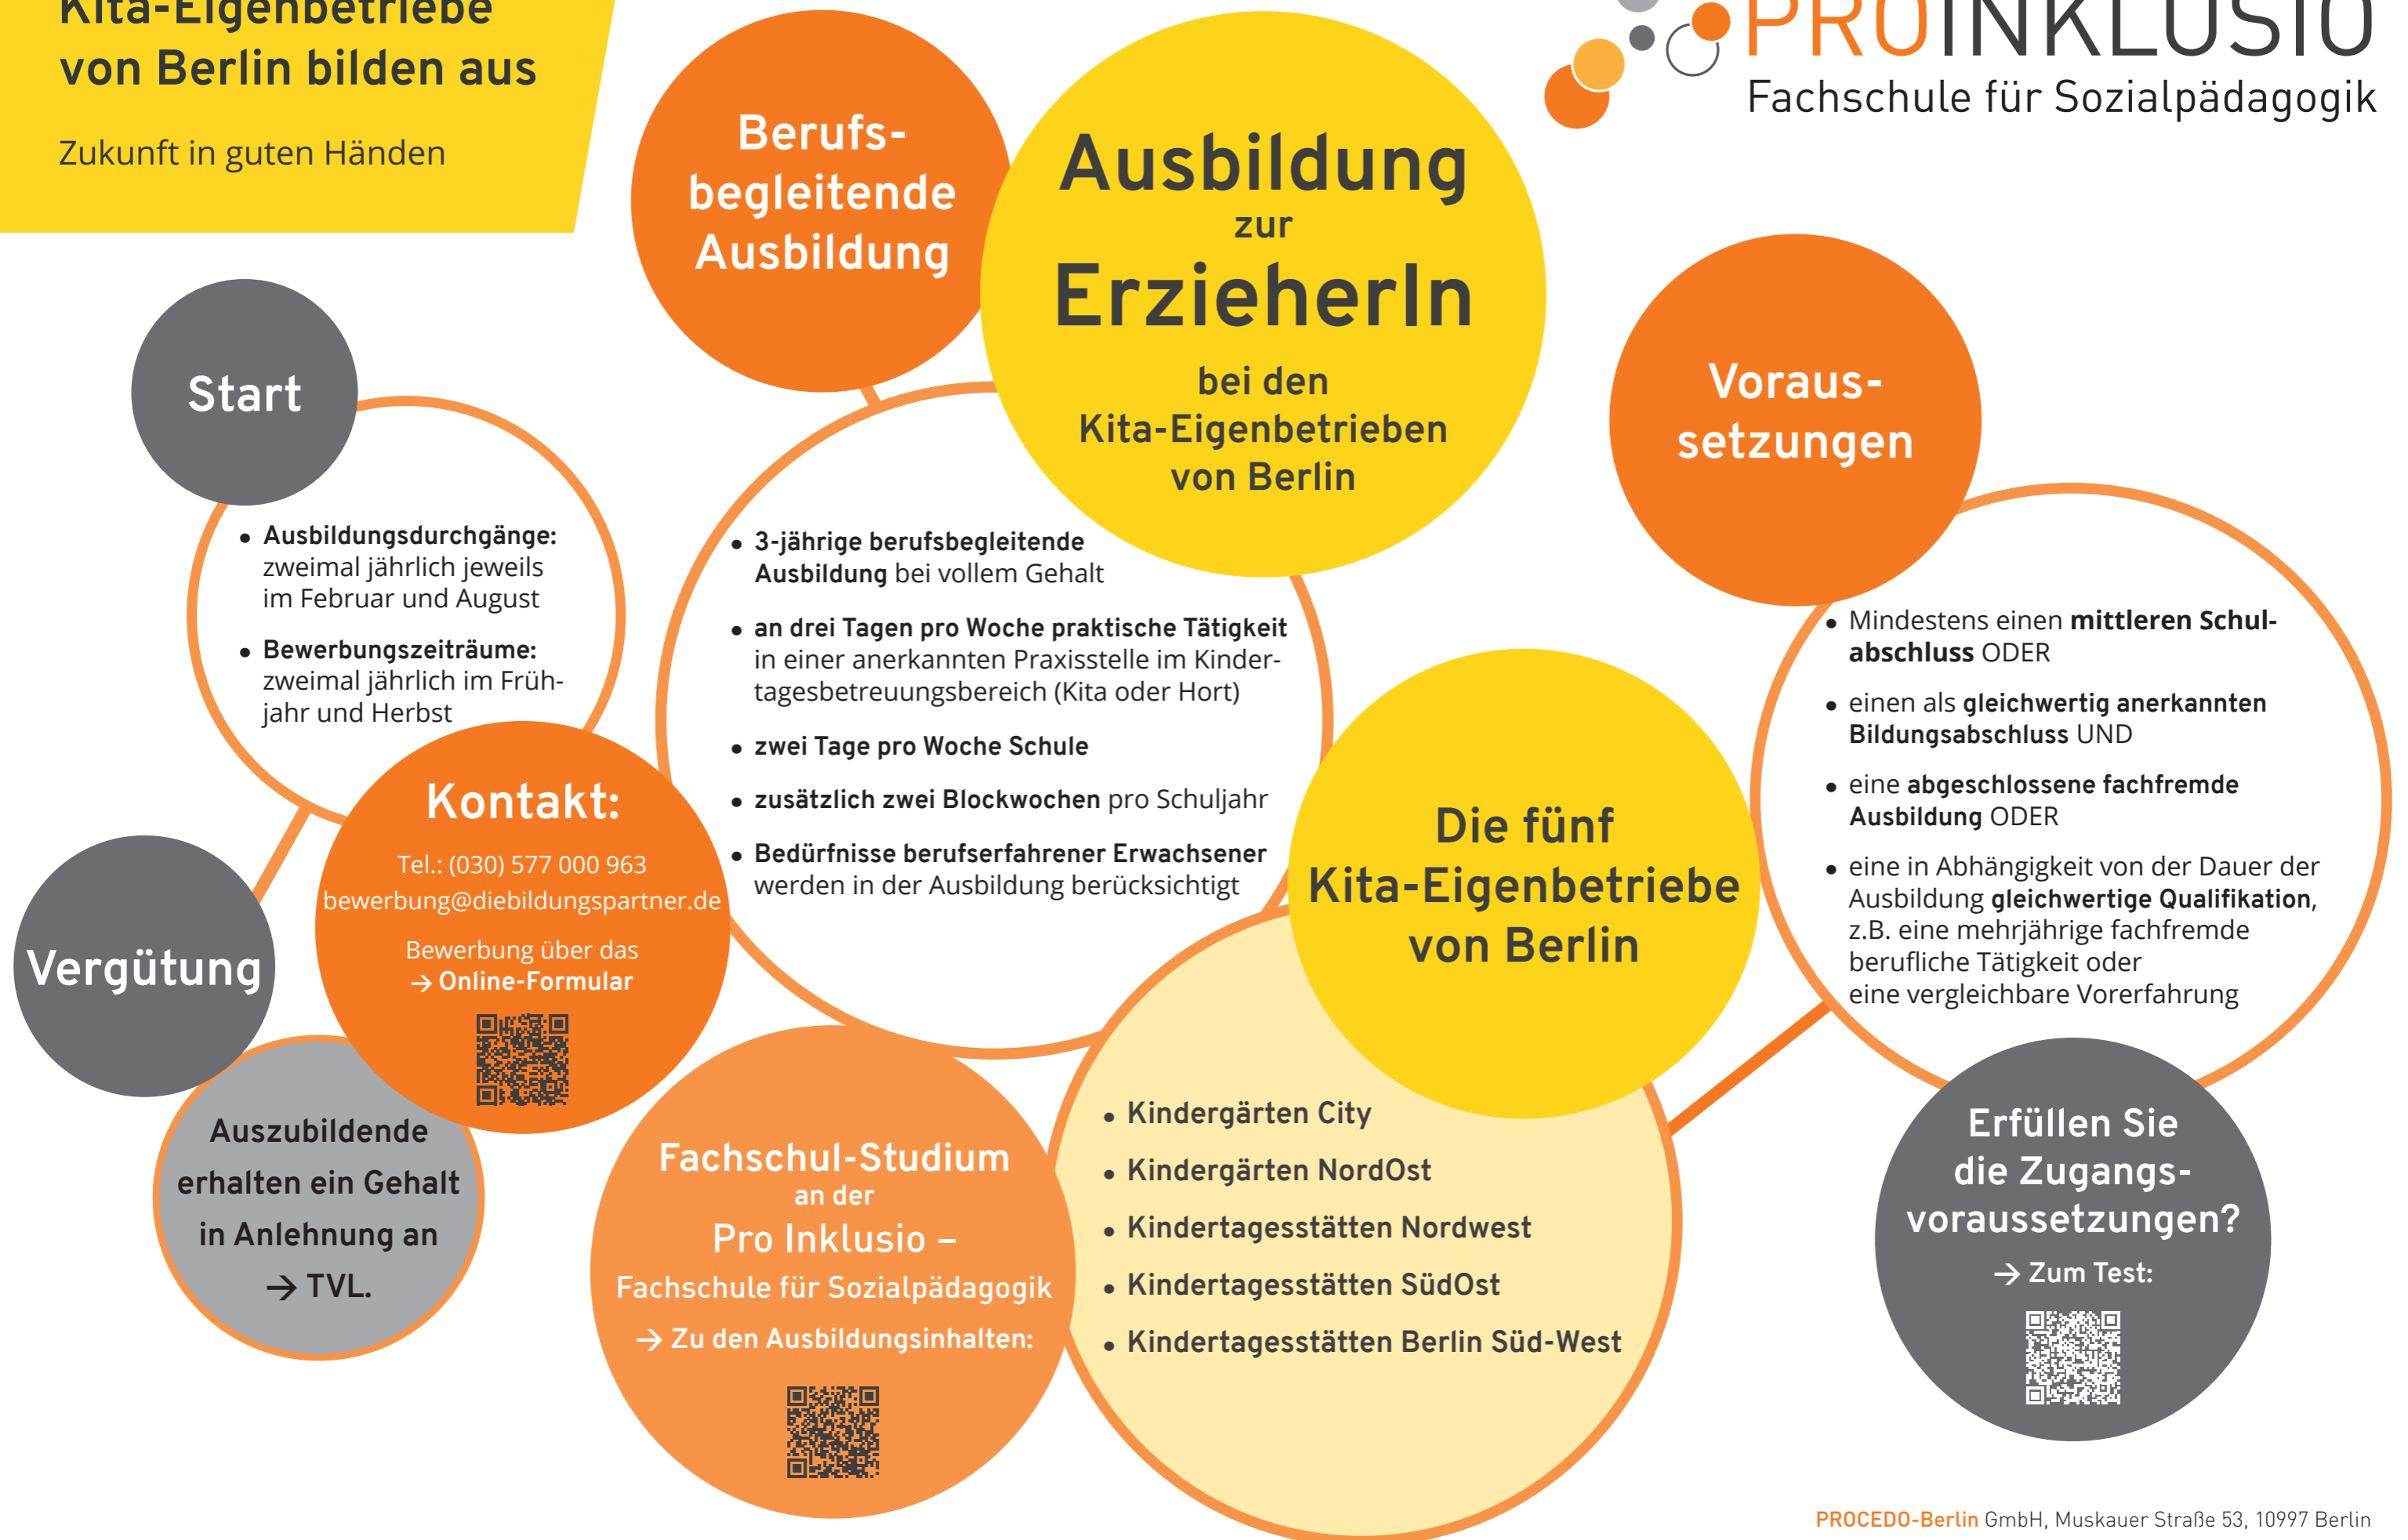 Kita-Eigenbetriebe
von Berlin bilden aus
Zukunft in guten Händen
PROINKLUSIO
Fachschule für Sozialpädagogik
Berufs-
begleitende
Ausbildung
Ausbildung
zur
ErzieherIn
bei den
Kita-Eigenbetrieben
von Berlin
Start
• Ausbildungsdurchgänge:
zweimal jährlich jeweils
im Februar und August
• Bewerbungszeiträume:
zweimal jährlich im Früh-
jahr und Herbst
• 3-jährige berufsbegleitende
Ausbildung bei vollem Gehalt
• an drei Tagen pro Woche praktische Tätigkeit
in einer anerkannten Praxisstelle im Kinder-
tagesbetreuungsbereich (Kita oder Hort)
• zwei Tage pro Woche Schule
• zusätzlich zwei Blockwochen pro Schuljahr
• Bedürfnisse berufserfahrener Erwachsener
werden in der Ausbildung berücksichtigt
Voraus-
setzungen
• Mindestens einen mittleren Schul-
abschluss ODER
• einen als gleichwertig anerkannten
Bildungsabschluss UND
• eine abgeschlossene fachfremde
Ausbildung ODER
• eine in Abhängigkeit von der Dauer der
Ausbildung gleichwertige Qualifikation,
z.B. eine mehrjährige fachfremde
berufliche Tätigkeit oder
eine vergleichbare Vorerfahrung
Kontakt:
Tel.: (030) 577 000 963
bewerbung@diebildungspartner.de
Bewerbung über das
→ Online-Formular
Vergütung
Auszubildende
erhalten ein Gehalt
in Anlehnung an
→ TVL.
Fachschul-Studium
an der
Pro Inklusio –
Fachschule für Sozialpädagogik
→ Zu den Ausbildungsinhalten:
Die fünf
Kita-Eigenbetriebe
von Berlin
• Kindergärten City
• Kindergärten NordOst
• Kindertagesstätten Nordwest
• Kindertagesstätten SüdOst
• Kindertagesstätten Berlin Süd-West
Erfüllen Sie
die Zugangs-
voraussetzungen?
→ Zum Test:
PROCEDO-Berlin GmbH, Muskauer Straße 53, 10997 Berlin